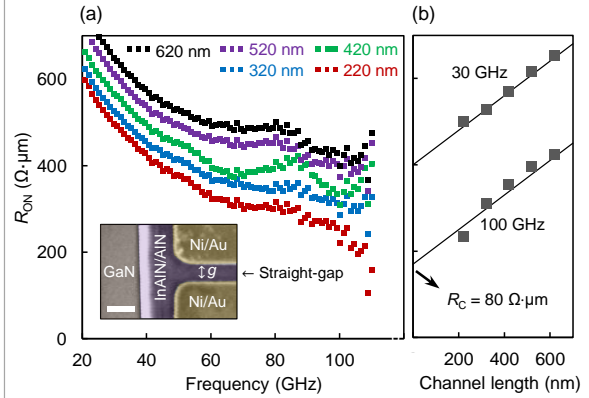 (a)
620 nm 520 nm 420 nm
320 nm 220 nm
R_ON (Ω·μm)
600
400
200
0
20 40 60 80 100
Frequency (GHz)
GaN
InAlN/AlN
Ni/Au
g
Ni/Au
← Straight-gap
(b)
30 GHz
100 GHz
R_C = 80 Ω·μm
200 400 600
Channel length (nm)